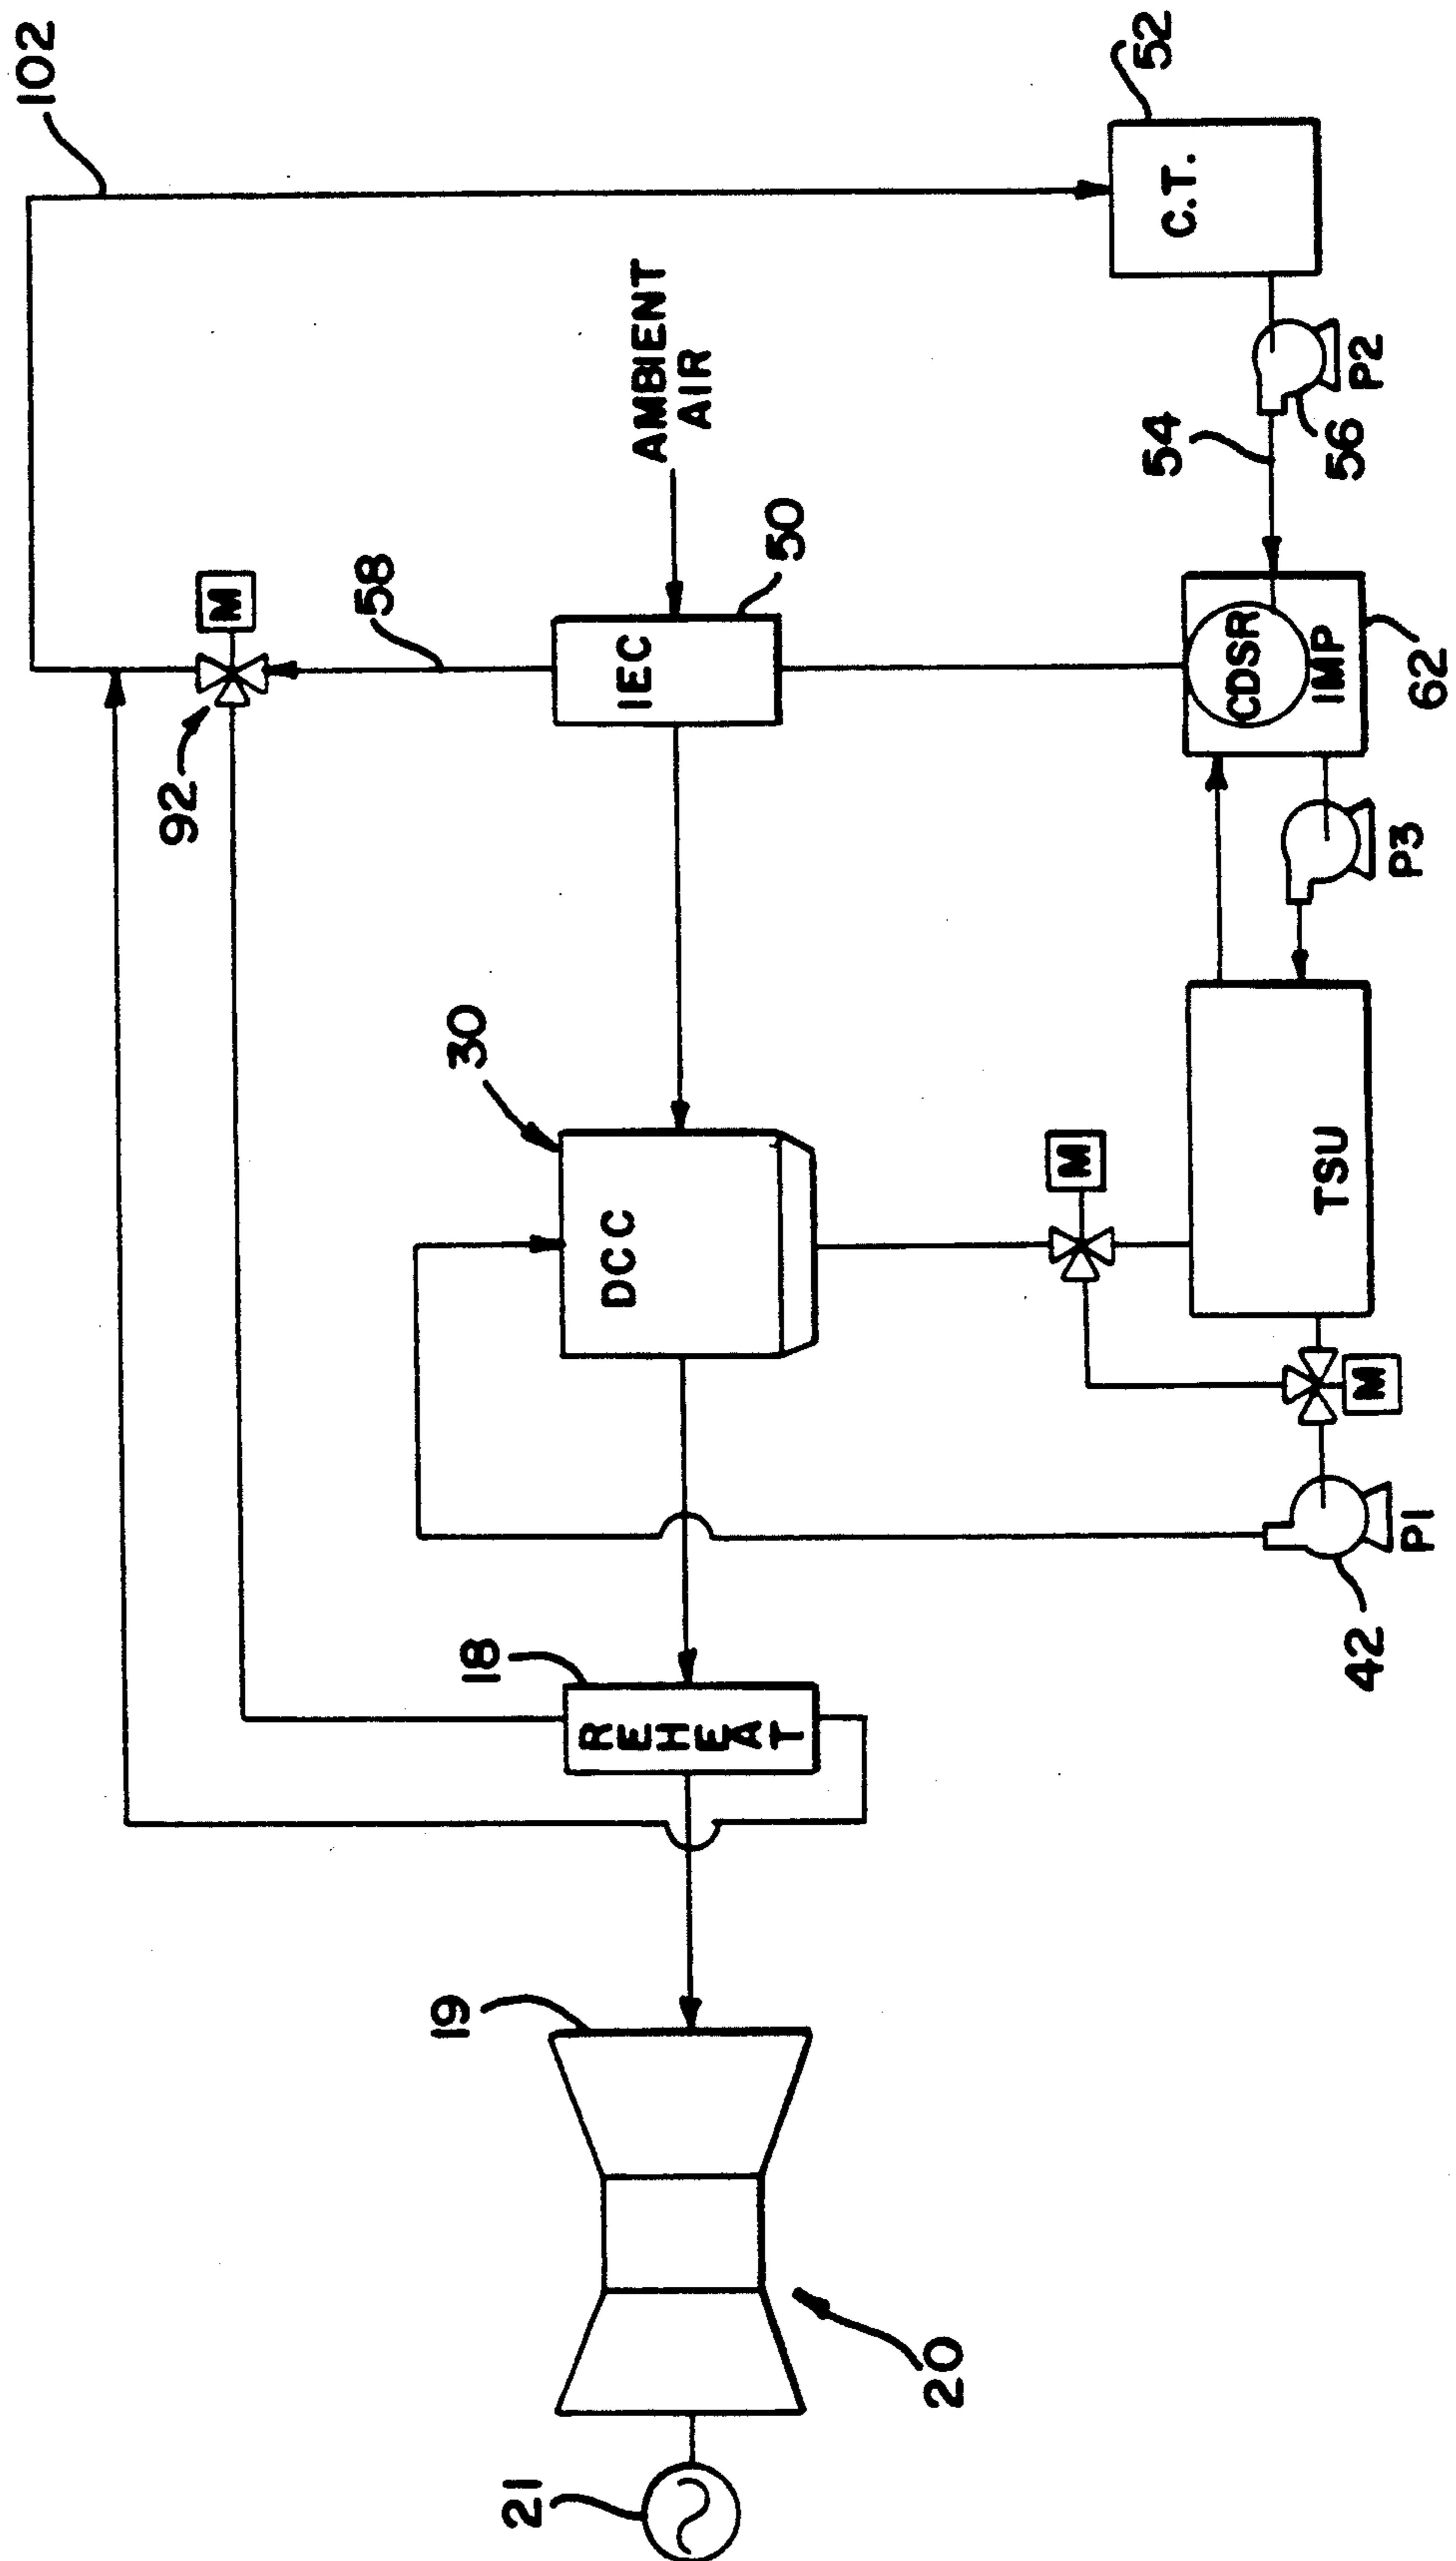 102
52
C.T.
P2
56
54
AMBIENT
AIR
M
58
50
IEC
92
CDSR
IMP
62
P3
30
DCC
M
TSU
M
P1
42
18
REHEAT
19
20
21